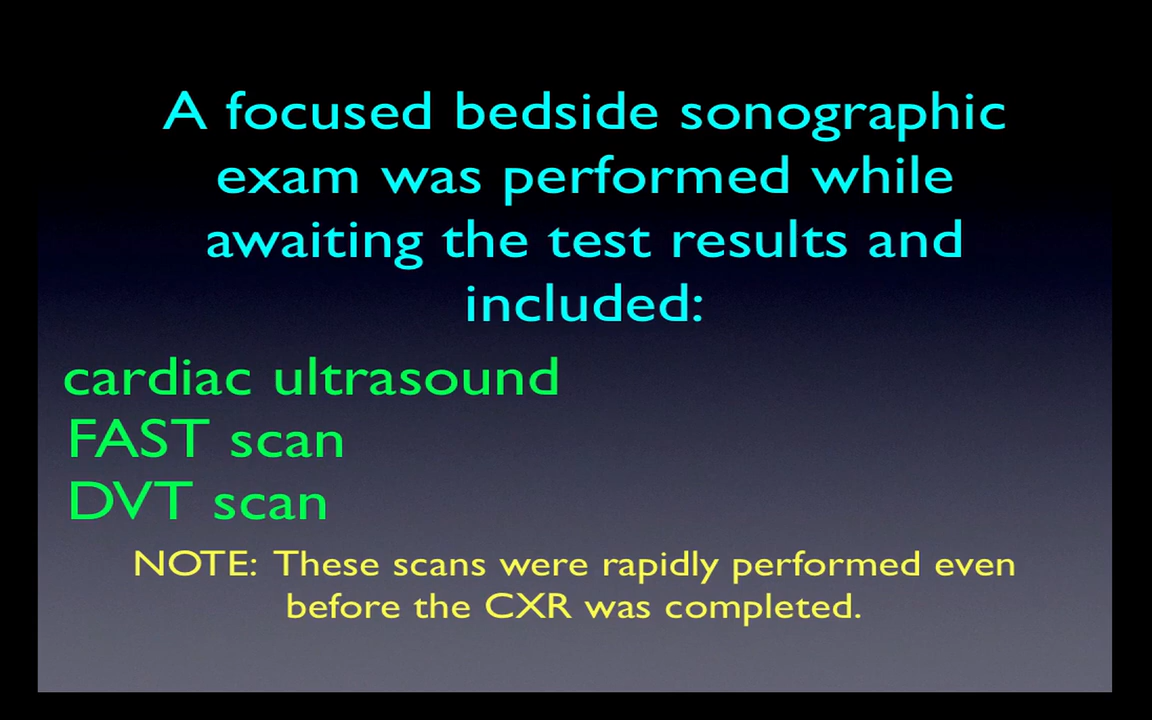 A focused bedside sonographic
exam was performed while
awaiting the test results and
included:
cardiac ultrasound
FAST scan
DVT scan
NOTE: These scans were rapidly performed even
before the CXR was completed.